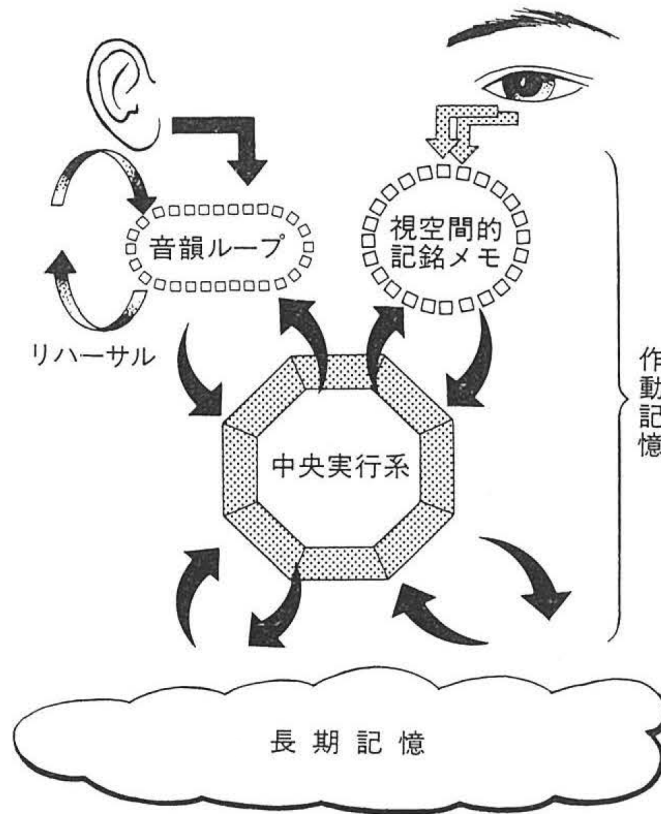 音韻ループ
視空間的
記銘メモ
リハーサル
作動記憶
中央実行系
長期記憶